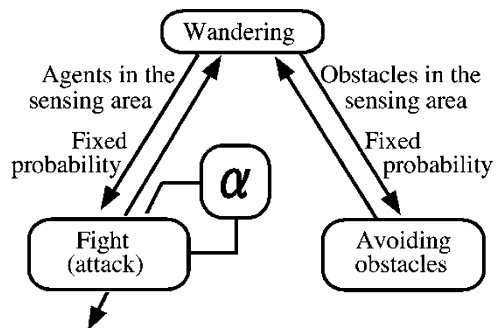 Wandering
Agents in the
sensing area
Obstacles in the
sensing area
Fixed
probability
Fixed
probability
α
Fight
(attack)
Avoiding
obstacles